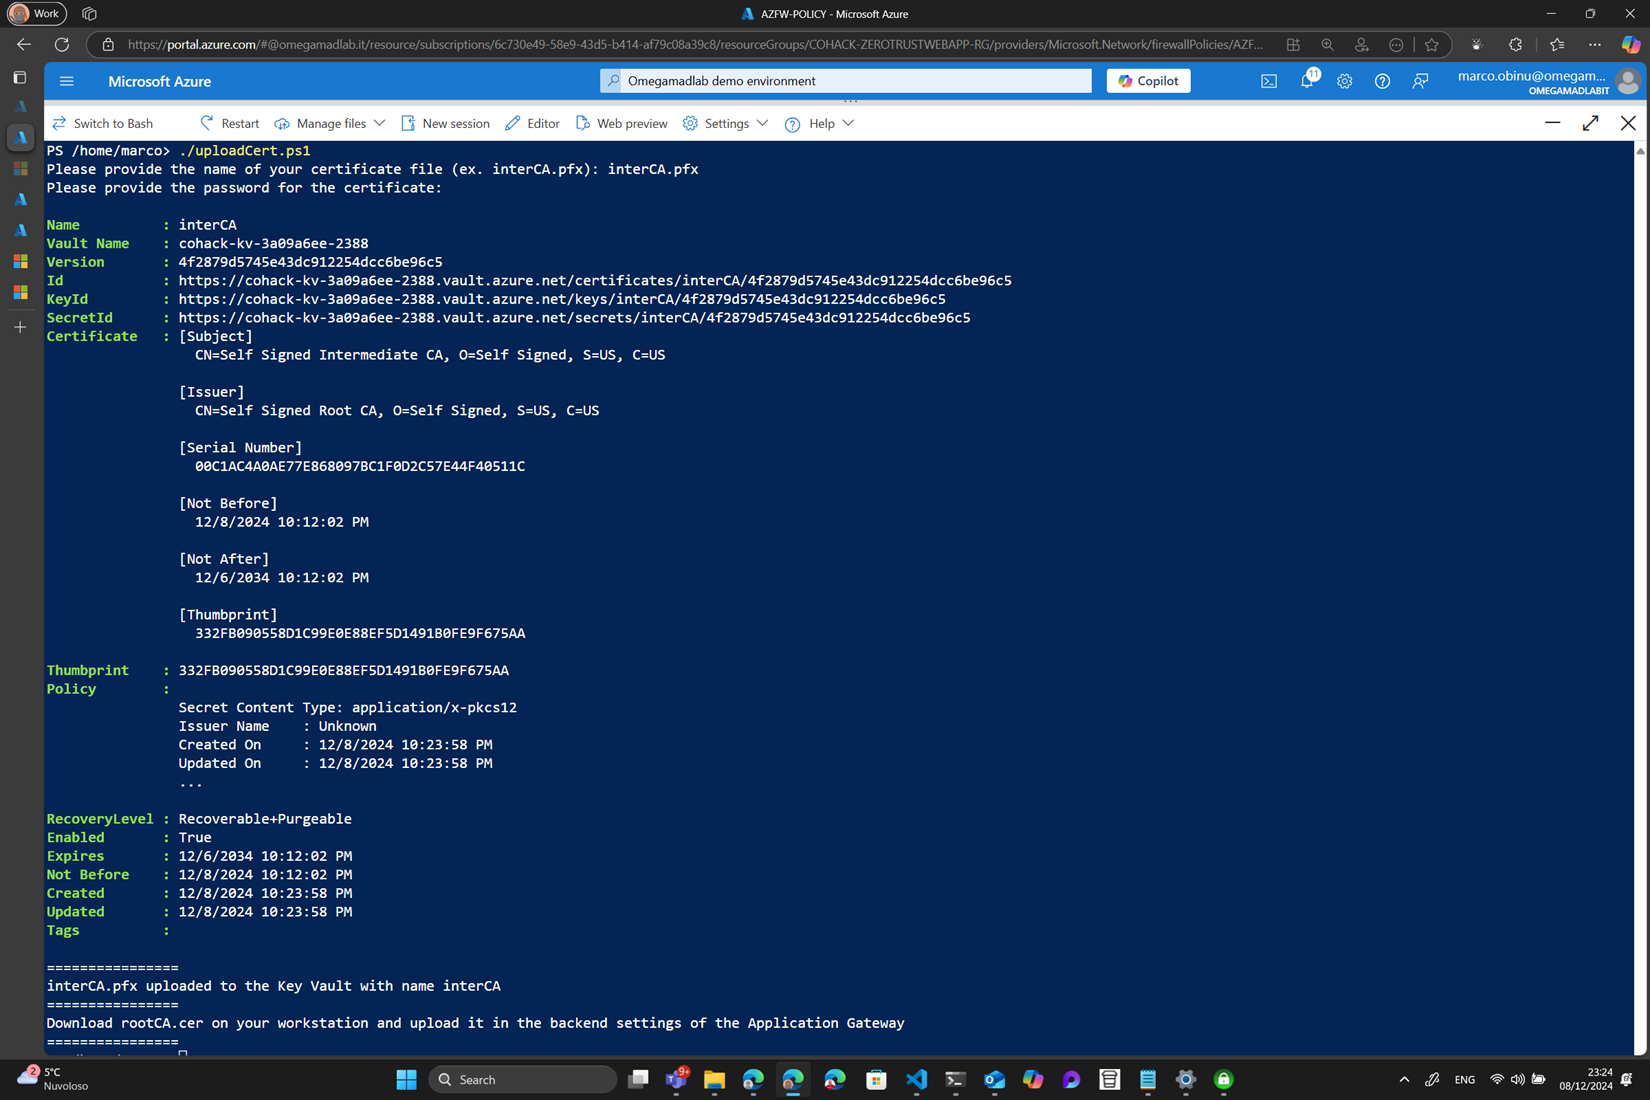 Work
AZFW-POLICY - Microsoft Azure
https://portal.azure.com/#@omegamadlab.it/resource/subscriptions/6c730e49-58e9-43d5-b414-af79c08a39c8/resourceGroups/COHACK-ZEROTRUSTWEBAPP-RG/providers/Microsoft.Network/firewallPolicies/AZF...
Microsoft Azure
Omegamadlab demo environment
Copilot
11
marco.obinu@omegam...
OMEGAMADLABIT
Switch to Bash
Restart
Manage files
New session
Editor
Web preview
Settings
Help
PS /home/marco> ./uploadCert.ps1
Please provide the name of your certificate file (ex. interCA.pfx): interCA.pfx
Please provide the password for the certificate:
Name : interCA
Vault Name : cohack-kv-3a09a6ee-2388
Version : 4f2879d5745e43dc912254dcc6be96c5
Id : https://cohack-kv-3a09a6ee-2388.vault.azure.net/certificates/interCA/4f2879d5745e43dc912254dcc6be96c5
KeyId : https://cohack-kv-3a09a6ee-2388.vault.azure.net/keys/interCA/4f2879d5745e43dc912254dcc6be96c5
SecretId : https://cohack-kv-3a09a6ee-2388.vault.azure.net/secrets/interCA/4f2879d5745e43dc912254dcc6be96c5
Certificate : [Subject]
CN=Self Signed Intermediate CA, O=Self Signed, S=US, C=US
[Issuer]
CN=Self Signed Root CA, O=Self Signed, S=US, C=US
[Serial Number]
00C1AC4A0AE77E868097BC1F0D2C57E44F40511C
[Not Before]
12/8/2024 10:12:02 PM
[Not After]
12/6/2034 10:12:02 PM
[Thumbprint]
332FB090558D1C99E0E88EF5D1491B0FE9F675AA
Thumbprint : 332FB090558D1C99E0E88EF5D1491B0FE9F675AA
Policy :
Secret Content Type: application/x-pkcs12
Issuer Name : Unknown
Created On : 12/8/2024 10:23:58 PM
Updated On : 12/8/2024 10:23:58 PM
...
RecoveryLevel : Recoverable+Purgeable
Enabled : True
Expires : 12/6/2034 10:12:02 PM
Not Before : 12/8/2024 10:12:02 PM
Created : 12/8/2024 10:23:58 PM
Updated : 12/8/2024 10:23:58 PM
Tags :
================
interCA.pfx uploaded to the Key Vault with name interCA
================
Download rootCA.cer on your workstation and upload it in the backend settings of the Application Gateway
================
2
5°C
Nuvoloso
Search
9+
ENG
23:24
08/12/2024